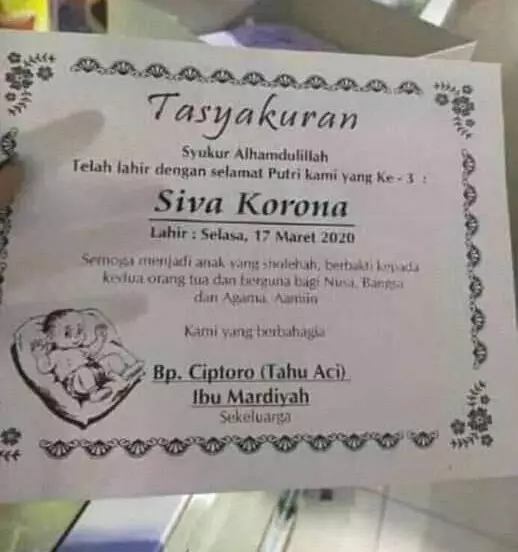 Tasyakuran
Syukur Alhamdulillah
Telah lahir dengan selamat Putri kami yang Ke - 3 :
Siva Korona
Lahir : Selasa, 17 Maret 2020
Semoga menjadi anak yang sholehah, berbakti kepada
kedua orang tua dan berguna bagi Nusa, Bangsa
dan Agama. Aamiin
Kami yang berbahagia
Bp. Ciptoro (Tahu Aci)
Ibu Mardiyah
Sekeluarga